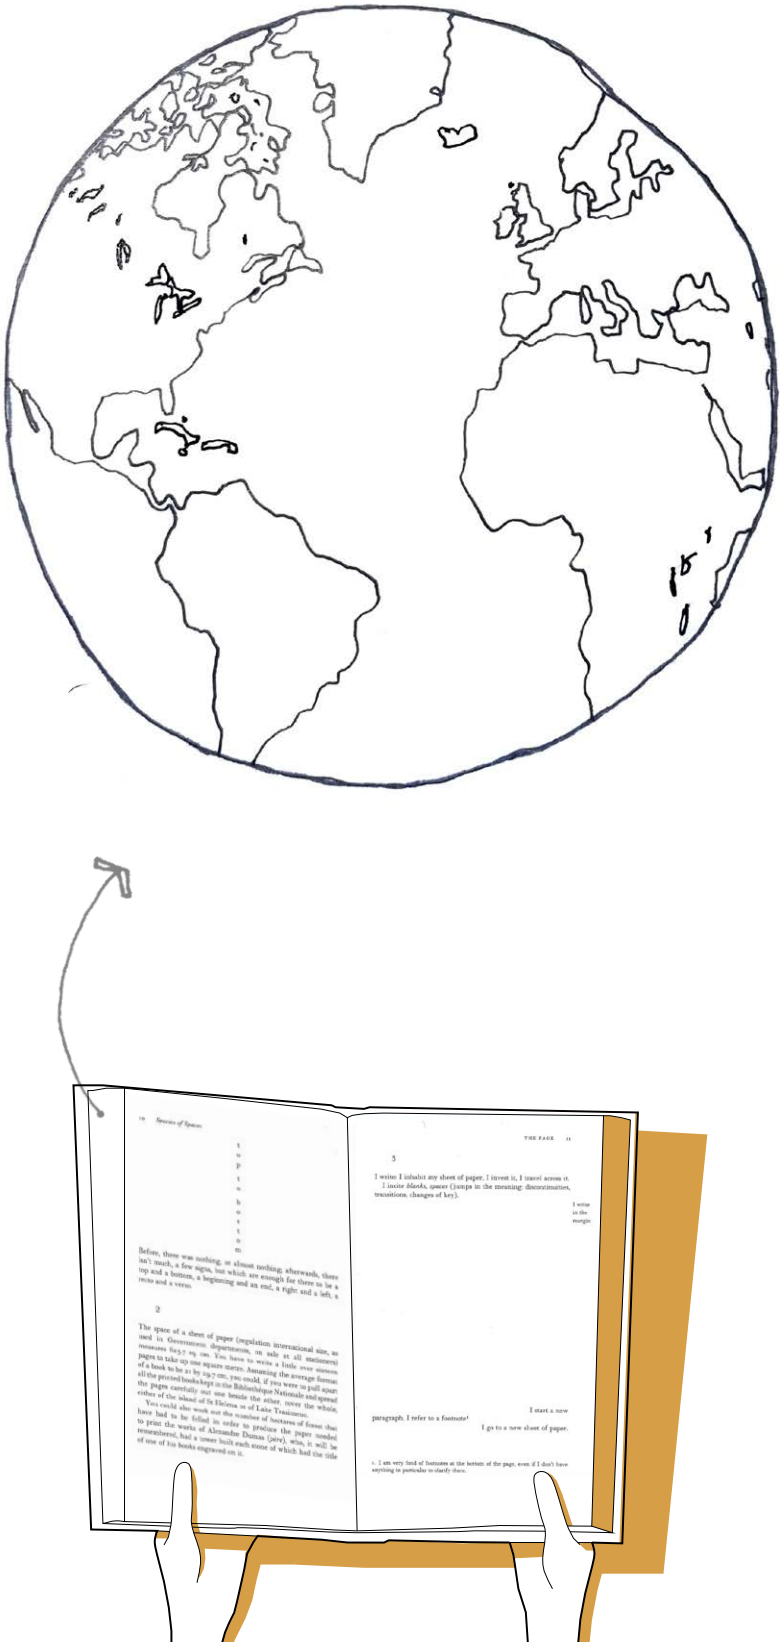 10 Species of Spaces
t
o
p
t
o
b
o
t
t
o
m
Before, there was nothing, or almost nothing; afterwards, there
isn't much, a few signs, but which are enough for there to be a
top and a bottom, a beginning and an end, a right and a left, a
recto and a verso.
2
The space of a sheet of paper (regulation international size, as
used in Government departments, on sale at all stationers)
measures 623.7 sq. cm. You have to write a little over sixteen
pages to take up one square metre. Assuming the average format
of a book to be 21 by 29.7 cm, you could, if you were to pull apart
all the printed books kept in the Bibliothèque Nationale and spread
the pages carefully out one beside the other, cover the whole,
either of the island of St Helena or of Lake Trasimeno.
You could also work out the number of hectares of forest that
have had to be felled in order to produce the paper needed
to print the works of Alexandre Dumas (père), who, it will be
remembered, had a tower built each stone of which had the title
of one of his books engraved on it.
THE PAGE 11
3
I write: I inhabit my sheet of paper, I invest it, I travel across it.
I incite blanks, spaces (jumps in the meaning: discontinuities,
transitions, changes of key).
I write
in the
margin
I start a new
paragraph. I refer to a footnote¹
I go to a new sheet of paper.
1. I am very fond of footnotes at the bottom of the page, even if I don't have
anything in particular to clarify there.